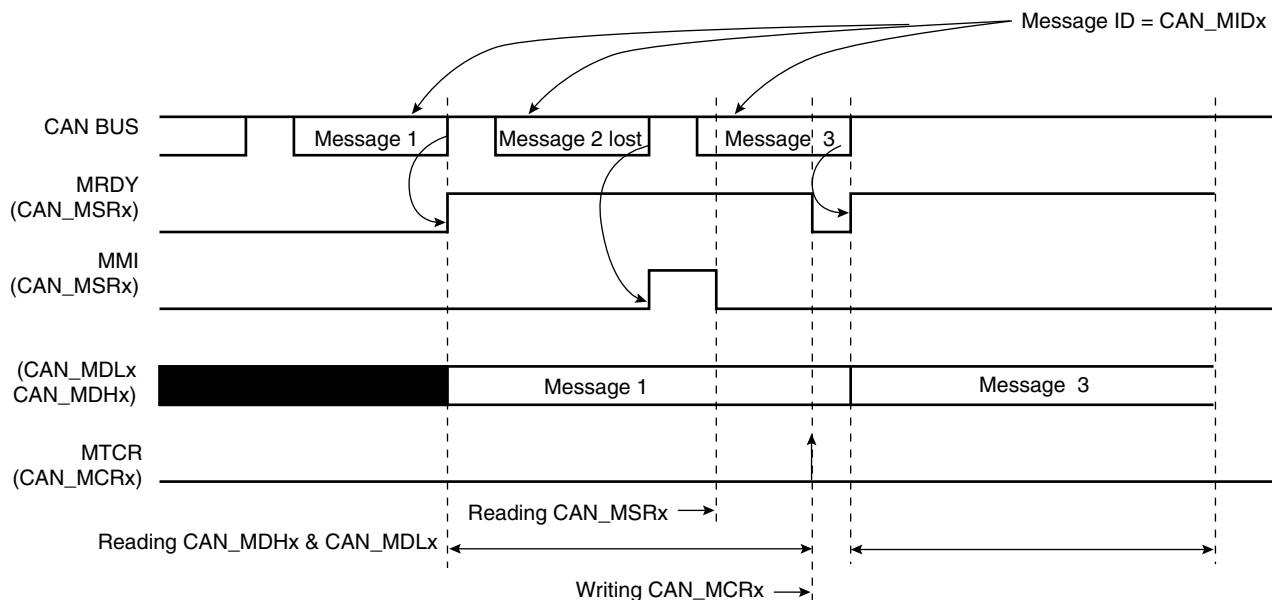 Message ID = CAN_MIDx
CAN BUS
Message 1
Message 2 lost
Message 3
MRDY
(CAN_MSRx)
MMI
(CAN_MSRx)
(CAN_MDLx
CAN_MDHx)
Message 1
Message 3
MTCR
(CAN_MCRx)
Reading CAN_MSRx
Reading CAN_MDHx & CAN_MDLx
Writing CAN_MCRx